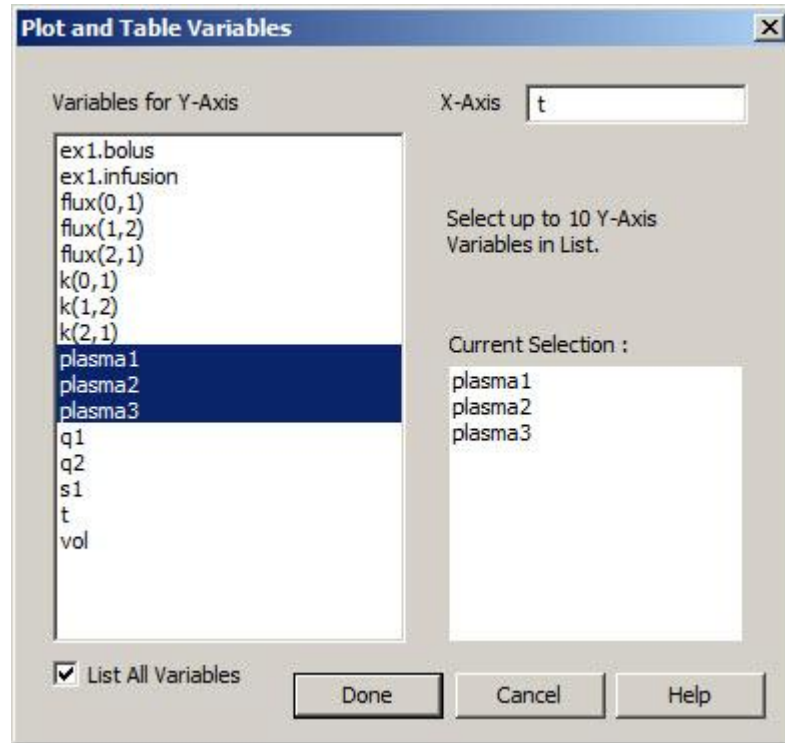 Plot and Table Variables
Variables for Y-Axis
X-Axis
t
ex1.bolus
ex1.infusion
flux(0,1)
flux(1,2)
flux(2,1)
k(0,1)
k(1,2)
k(2,1)
plasma1
plasma2
plasma3
q1
q2
s1
t
vol
Select up to 10 Y-Axis
Variables in List.
Current Selection :
plasma1
plasma2
plasma3
List All Variables
Done
Cancel
Help